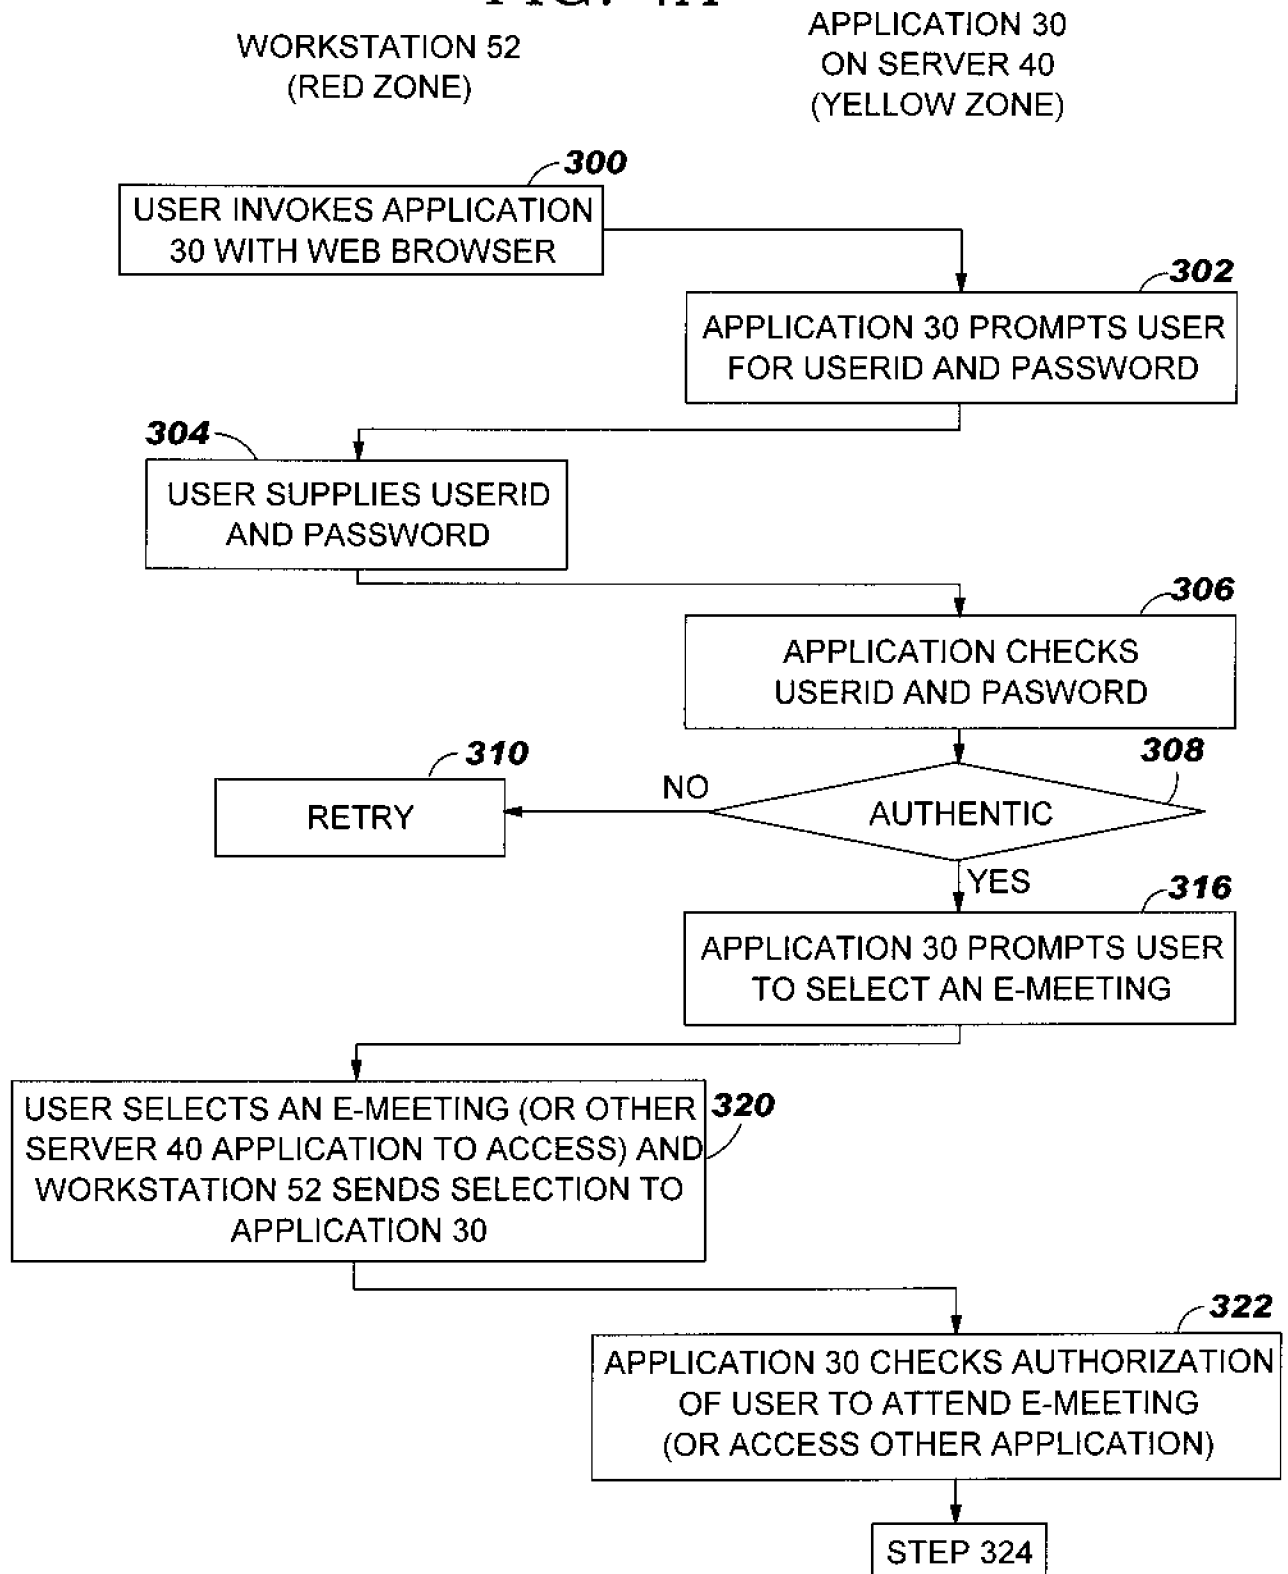 WORKSTATION 52
(RED ZONE)
APPLICATION 30
ON SERVER 40
(YELLOW ZONE)
300
USER INVOKES APPLICATION
30 WITH WEB BROWSER
302
APPLICATION 30 PROMPTS USER
FOR USERID AND PASSWORD
304
USER SUPPLIES USERID
AND PASSWORD
306
APPLICATION CHECKS
USERID AND PASWORD
308
AUTHENTIC
NO
310
RETRY
YES
316
APPLICATION 30 PROMPTS USER
TO SELECT AN E-MEETING
320
USER SELECTS AN E-MEETING (OR OTHER
SERVER 40 APPLICATION TO ACCESS) AND
WORKSTATION 52 SENDS SELECTION TO
APPLICATION 30
322
APPLICATION 30 CHECKS AUTHORIZATION
OF USER TO ATTEND E-MEETING
(OR ACCESS OTHER APPLICATION)
STEP 324